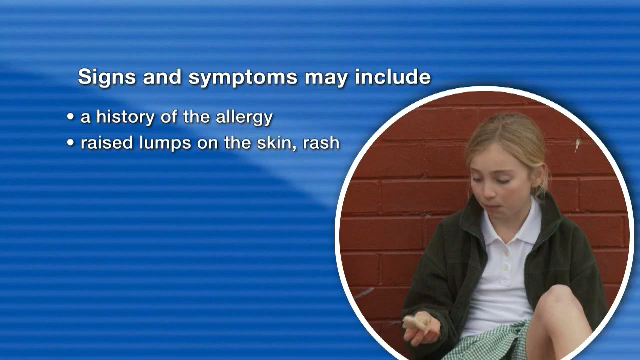 Signs and symptoms may include
• a history of the allergy
• raised lumps on the skin, rash